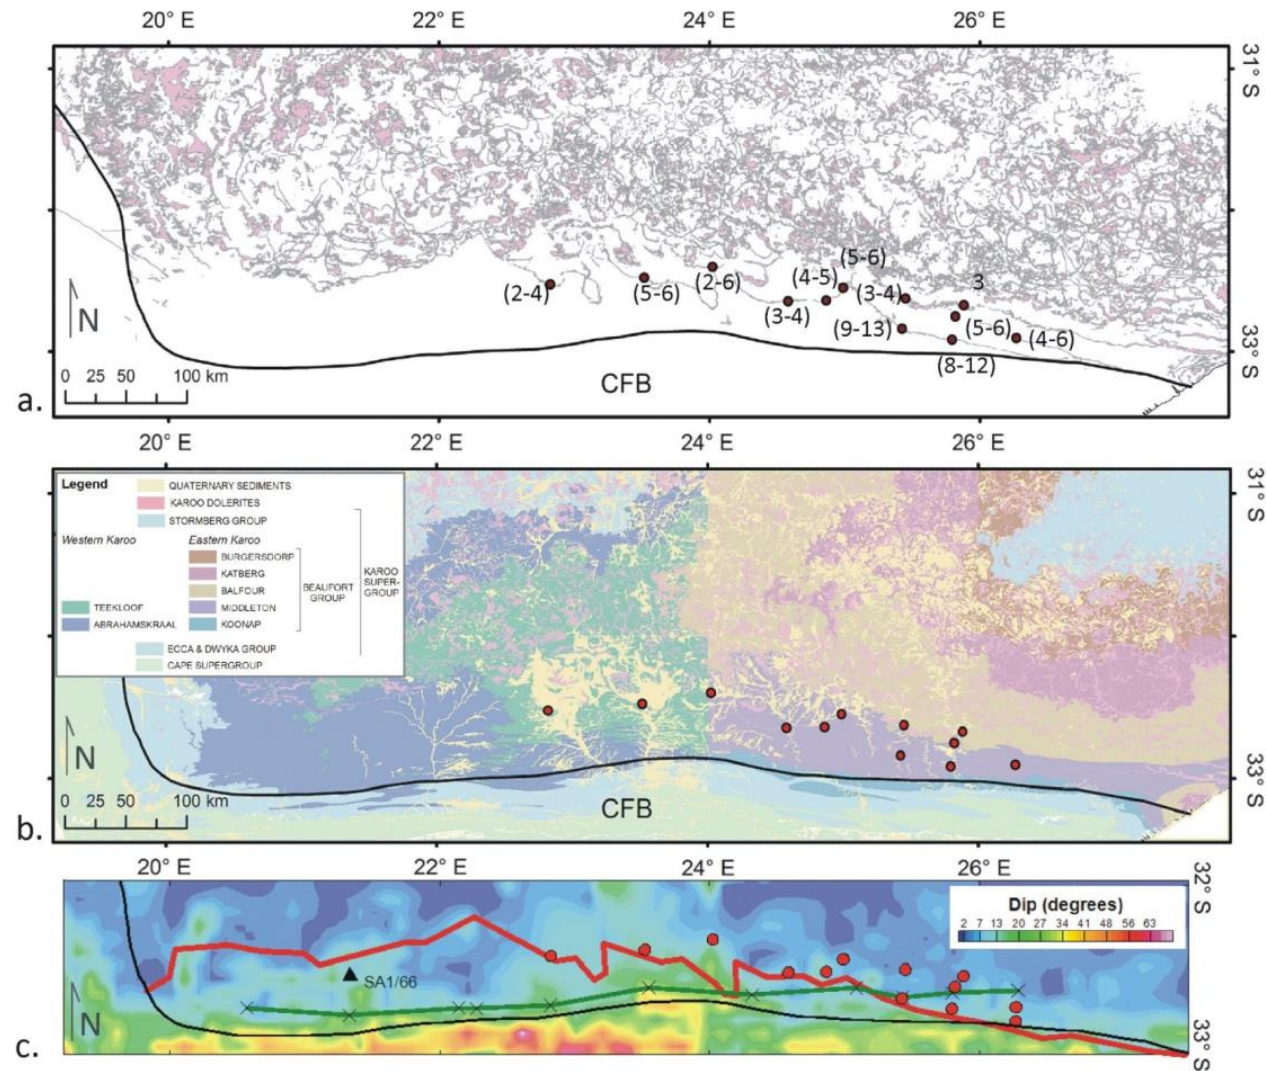 20° E 22° E 24° E 26° E
31° S
(5-6)
(4-5)
(2-4) (5-6) (2-6) (3-4) 3
(3-4) (9-13) (5-6) (4-6)
(8-12)
33° S
N
0 25 50 100 km
CFB
a.
20° E 22° E 24° E 26° E
31° S
Legend
QUATERNARY SEDIMENTS
KAROO DOLERITES
STORMBERG GROUP
Western Karoo Eastern Karoo
BURGERSDORP
KATBERG
BALFOUR
TEEKLOOF MIDDLETON
ABRAHAMSKRAAL KOONAP
BEAUFORT GROUP
KAROO SUPER-GROUP
ECCA & DWYKA GROUP
CAPE SUPERGROUP
33° S
N
0 25 50 100 km
CFB
b.
20° E 22° E 24° E 26° E
32° S
Dip (degrees)
2 7 13 20 27 34 41 48 56 63
SA1/66
N
33° S
c.